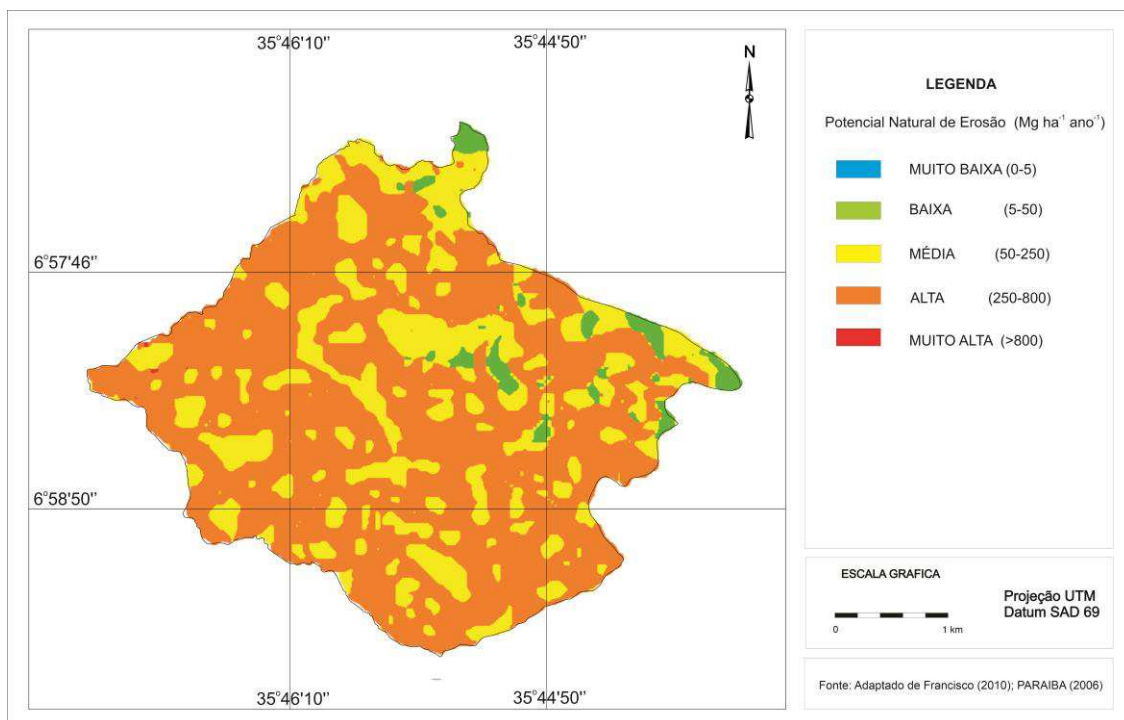 35°46'10" 35°44'50"
N
6°57'46"
6°58'50"
35°46'10" 35°44'50"
LEGENDA
Potencial Natural de Erosão (Mg ha⁻¹ ano⁻¹)
MUITO BAIXA (0-5)
BAIXA (5-50)
MÉDIA (50-250)
ALTA (250-800)
MUITO ALTA (>800)
ESCALA GRAFICA
0 1 km
Projeção UTM
Datum SAD 69
Fonte: Adaptado de Francisco (2010); PARAIBA (2006)